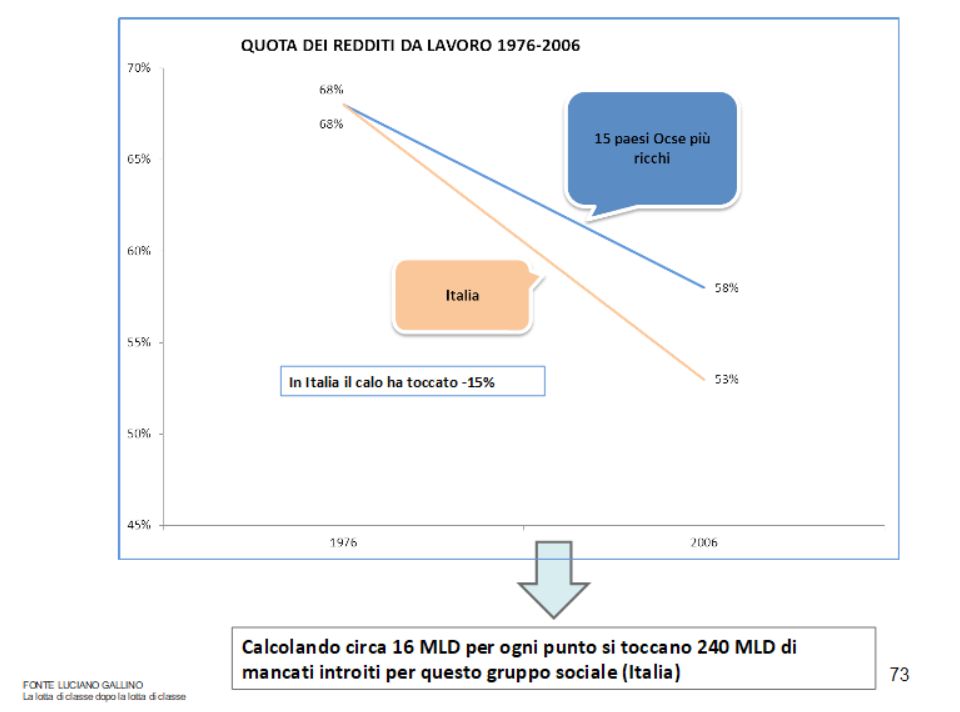 QUOTA DEI REDDITI DA LAVORO 1976-2006
70%
68%
68%
15 paesi Ocse più
ricchi
65%
60%
Italia
58%
55%
In Italia il calo ha toccato -15%
53%
50%
45%
1976
2006
Calcolando circa 16 MLD per ogni punto si toccano 240 MLD di
mancati introiti per questo gruppo sociale (Italia)
73
FONTE LUCIANO GALLINO
La lotta di classe dopo la lotta di classe